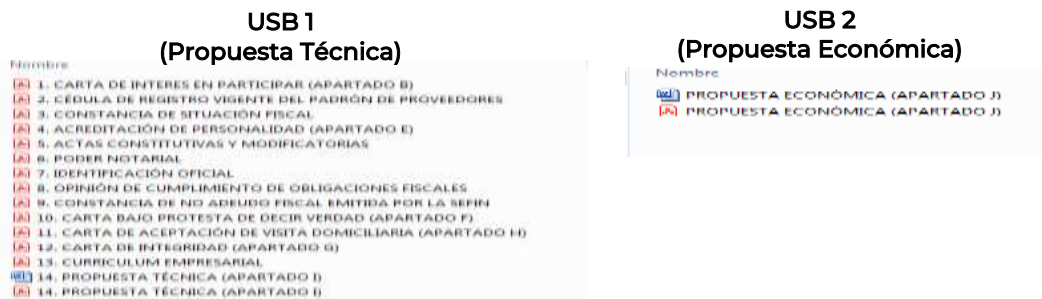 USB 1
(Propuesta Técnica)
Nombre
1. CARTA DE INTERES EN PARTICIPAR (APARTADO B)
2. CÉDULA DE REGISTRO VIGENTE DEL PADRÓN DE PROVEEDORES
3. CONSTANCIA DE SITUACIÓN FISCAL
4. ACREDITACIÓN DE PERSONALIDAD (APARTADO E)
5. ACTAS CONSTITUTIVAS Y MODIFICATORIAS
6. PODER NOTARIAL
7. IDENTIFICACIÓN OFICIAL
8. OPINIÓN DE CUMPLIMIENTO DE OBLIGACIONES FISCALES
9. CONSTANCIA DE NO ADEUDO FISCAL EMITIDA POR LA SEFIN
10. CARTA BAJO PROTESTA DE DECIR VERDAD (APARTADO F)
11. CARTA DE ACEPTACIÓN DE VISITA DOMICILIARIA (APARTADO H)
12. CARTA DE INTEGRIDAD (APARTADO G)
13. CURRICULUM EMPRESARIAL
14. PROPUESTA TÉCNICA (APARTADO I)
14. PROPUESTA TÉCNICA (APARTADO I)
USB 2
(Propuesta Económica)
Nombre
PROPUESTA ECONÓMICA (APARTADO J)
PROPUESTA ECONÓMICA (APARTADO J)